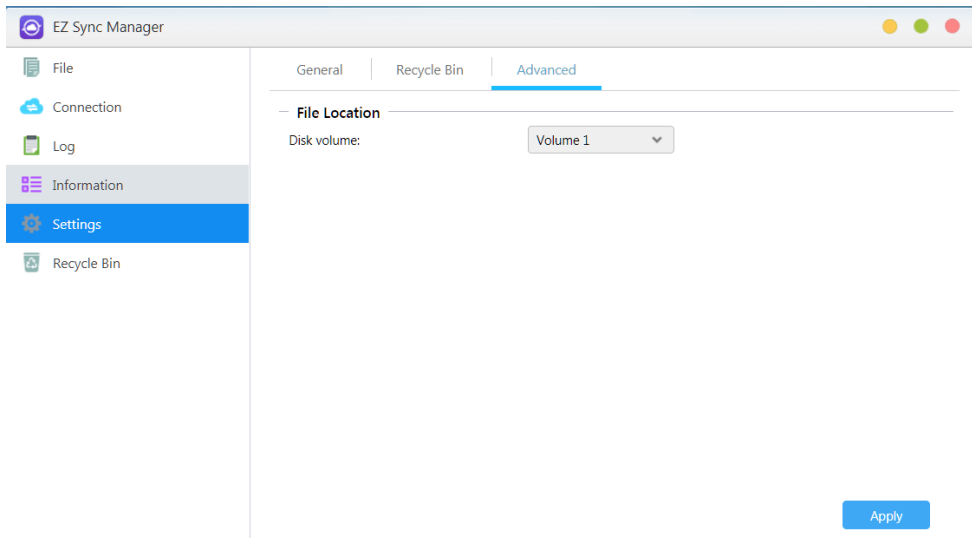 EZ Sync Manager
File
Connection
Log
Information
Settings
Recycle Bin
General
Recycle Bin
Advanced
File Location
Disk volume:
Volume 1
Apply